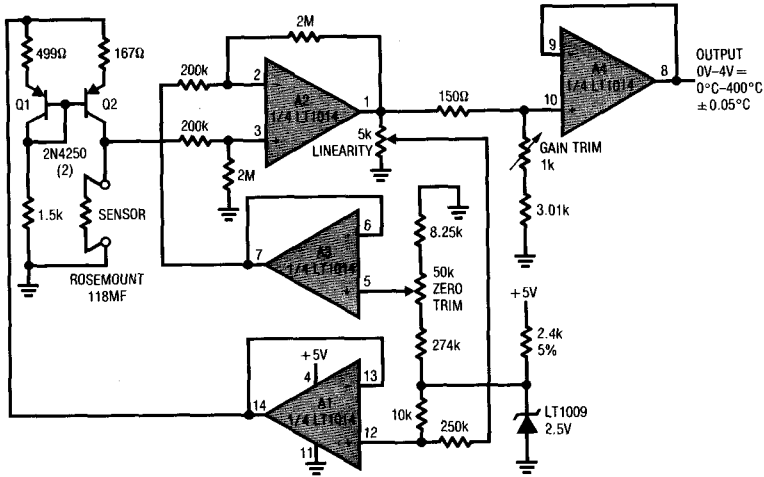 2M
499Ω
167Ω
200k
Q1
Q2
2
A2
1/4 LT1014
1
3
200k
2N4250
(2)
2M
5k
LINEARITY
150Ω
9
A4
1/4 LT1014
8
10
OUTPUT
0V–4V =
0°C–400°C
±0.05°C
GAIN TRIM
1k
3.01k
1.5k
SENSOR
ROSEMOUNT
118MF
6
7
A3
1/4 LT1014
5
8.25k
50k
ZERO
TRIM
274k
+5V
2.4k
5%
LT1009
2.5V
+5V
4
13
14
A1
1/4 LT1014
12
11
10k
250k